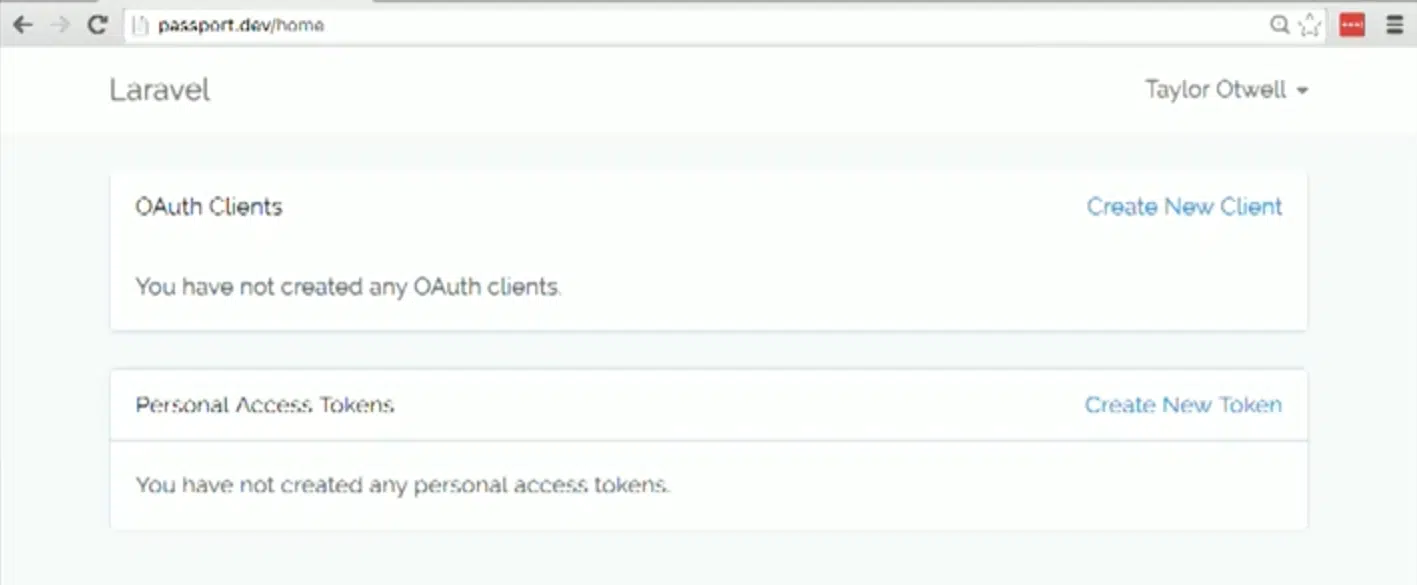 passport.dev/home
Laravel
Taylor Otwell
OAuth Clients
Create New Client
You have not created any OAuth clients.
Personal Access Tokens
Create New Token
You have not created any personal access tokens.